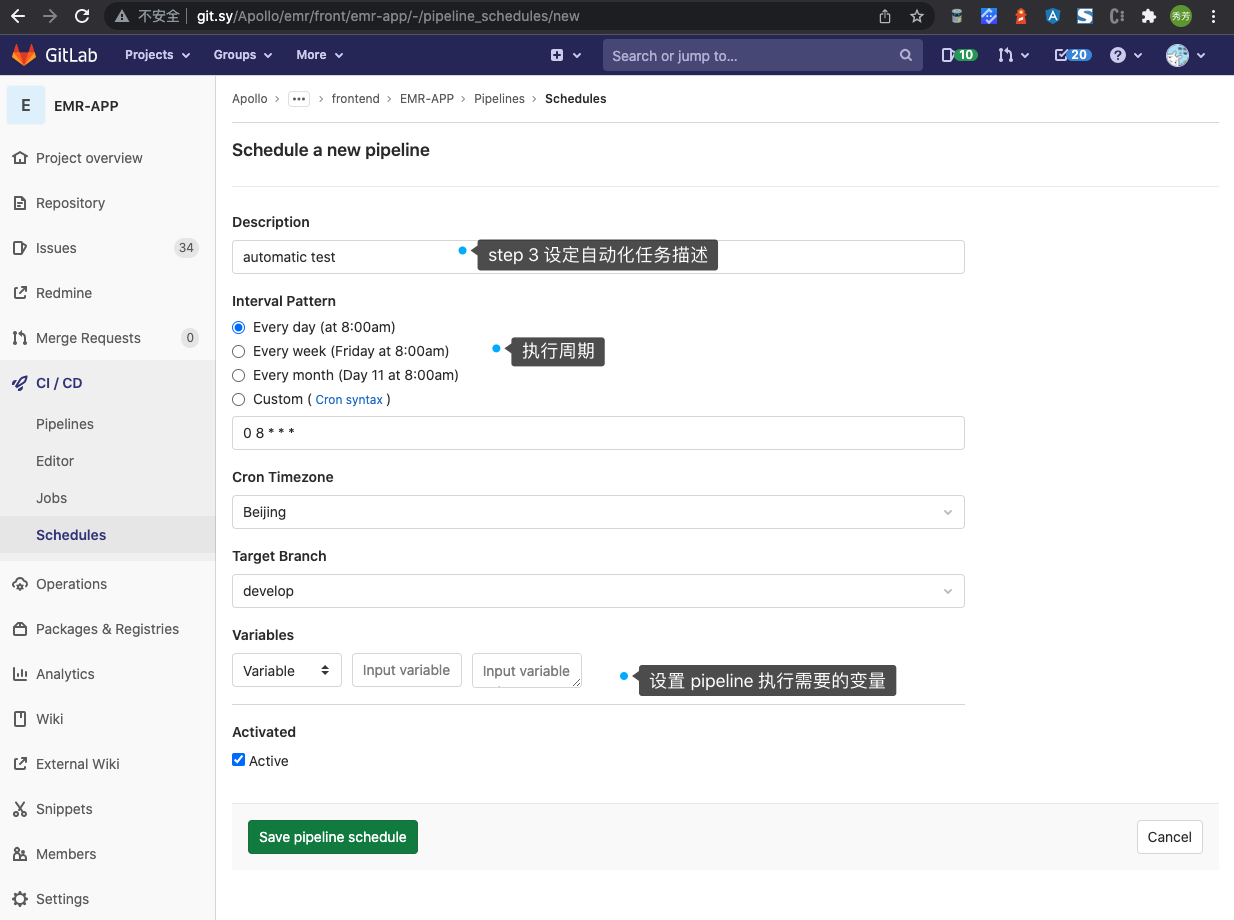 不安全 git.sy/Apollo/emr/front/emr-app/-/pipeline_schedules/new
秀芳
GitLab Projects Groups More Search or jump to... 10 20
E EMR-APP
Project overview
Repository
Issues 34
Redmine
Merge Requests 0
CI / CD
Pipelines
Editor
Jobs
Schedules
Operations
Packages & Registries
Analytics
Wiki
External Wiki
Snippets
Members
Settings
Apollo › ... › frontend › EMR-APP › Pipelines › Schedules
Schedule a new pipeline
Description
automatic test
step 3 设定自动化任务描述
Interval Pattern
Every day (at 8:00am)
Every week (Friday at 8:00am)
执行周期
Every month (Day 11 at 8:00am)
Custom ( Cron syntax )
0 8 * * *
Cron Timezone
Beijing
Target Branch
develop
Variables
Variable Input variable Input variable
设置 pipeline 执行需要的变量
Activated
Active
Save pipeline schedule Cancel